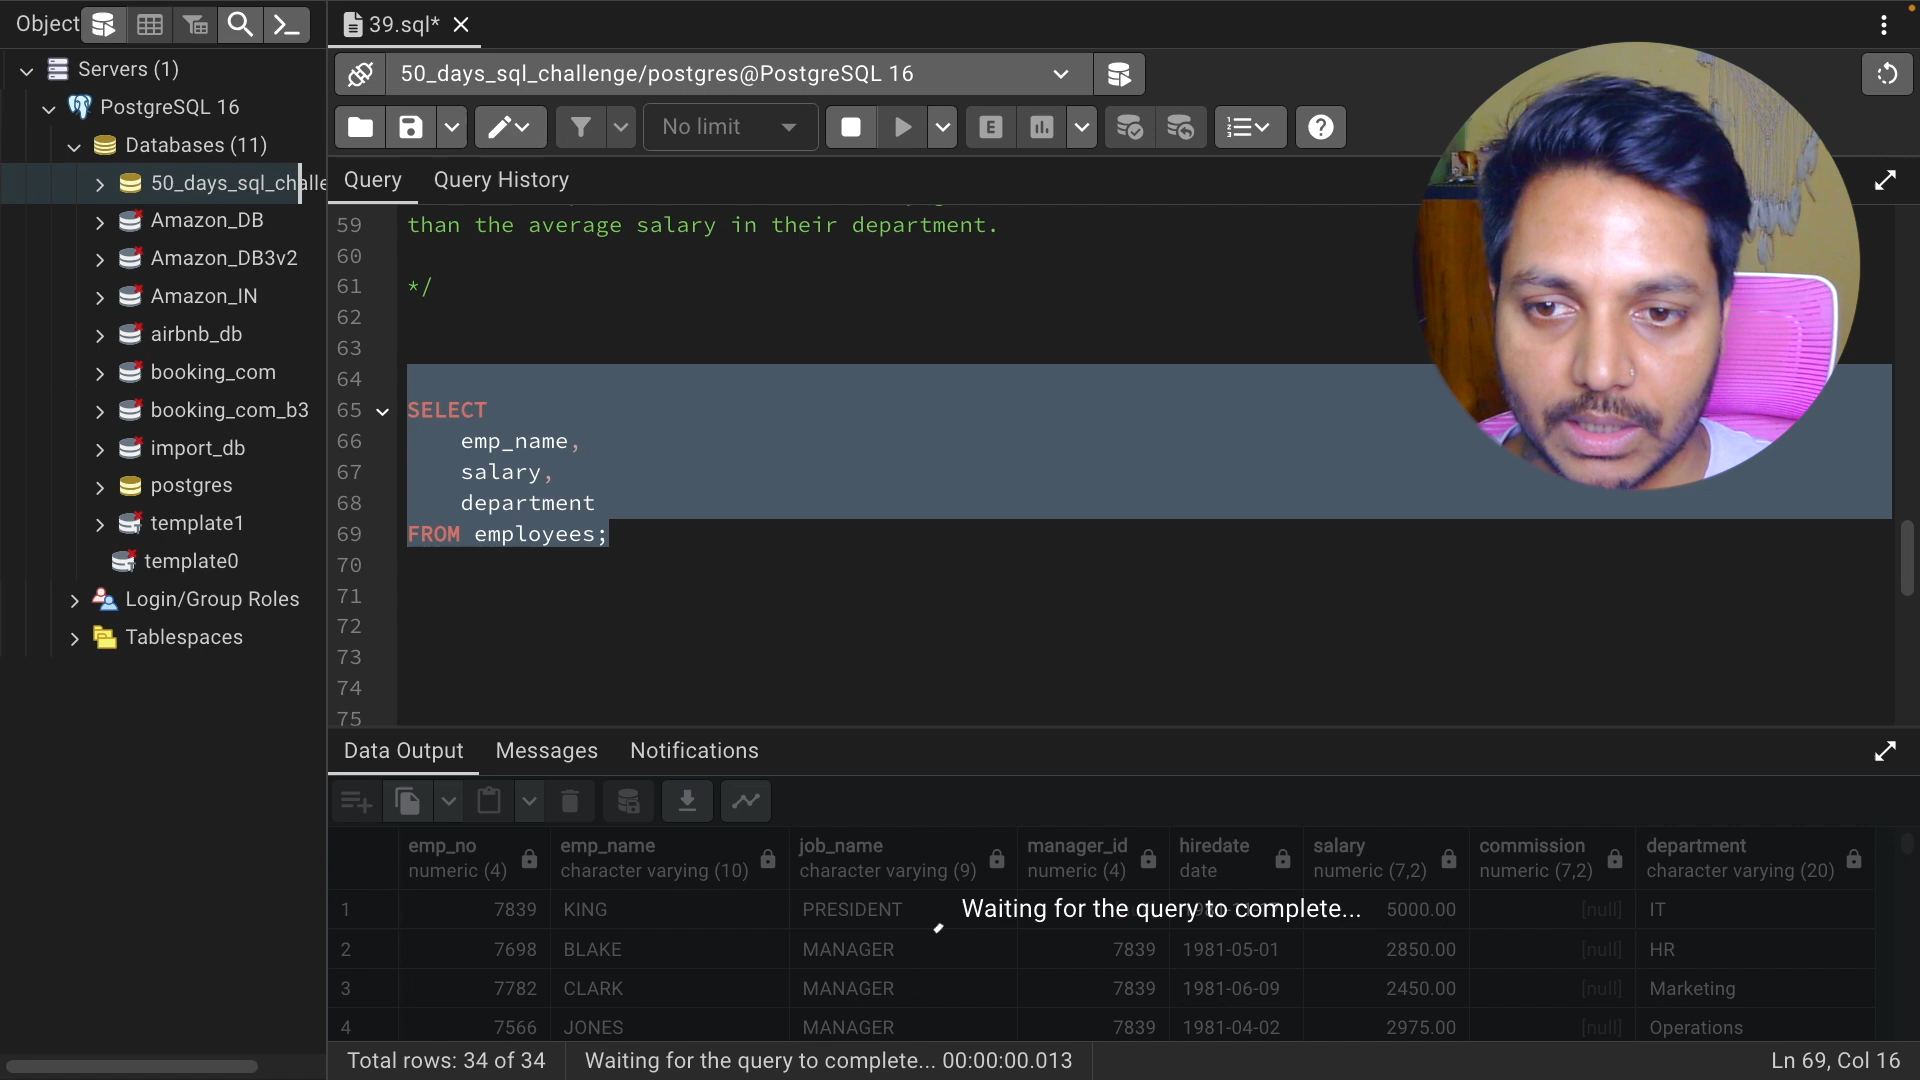 Object
39.sql*
Servers (1)
PostgreSQL 16
Databases (11)
50_days_sql_challe
Amazon_DB
Amazon_DB3v2
Amazon_IN
airbnb_db
booking_com
booking_com_b3
import_db
postgres
template1
template0
Login/Group Roles
Tablespaces
50_days_sql_challenge/postgres@PostgreSQL 16
No limit
E
Query Query History
59 than the average salary in their department.
60
61 */
62
63
64
65 SELECT
66 emp_name,
67 salary,
68 department
69 FROM employees;
70
71
72
73
74
75
Data Output Messages Notifications
emp_no numeric (4)
emp_name character varying (10)
job_name character varying (9)
manager_id numeric (4)
hiredate date
salary numeric (7,2)
commission numeric (7,2)
department character varying (20)
1 7839 KING PRESIDENT 5000.00 [null] IT
Waiting for the query to complete...
2 7698 BLAKE MANAGER 7839 1981-05-01 2850.00 [null] HR
3 7782 CLARK MANAGER 7839 1981-06-09 2450.00 [null] Marketing
4 7566 JONES MANAGER 7839 1981-04-02 2975.00 [null] Operations
Total rows: 34 of 34
Waiting for the query to complete... 00:00:00.013
Ln 69, Col 16